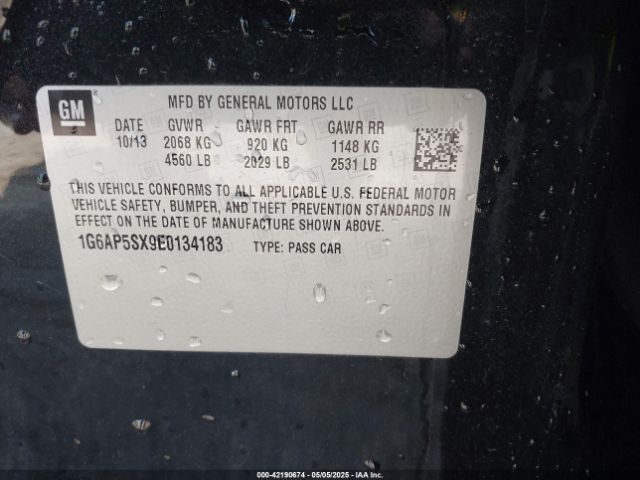 GM
MFD BY GENERAL MOTORS LLC
DATE GVWR GAWR FRT GAWR RR
10/13 2068 KG 920 KG 1148 KG
4560 LB 2029 LB 2531 LB
THIS VEHICLE CONFORMS TO ALL APPLICABLE U.S. FEDERAL MOTOR
VEHICLE SAFETY, BUMPER, AND THEFT PREVENTION STANDARDS IN
EFFECT ON THE DATE OF MANUFACTURE SHOWN ABOVE.
1G6AP5SX9E0134183 TYPE: PASS CAR
000-42190674 | 05/05/2025 - IAAI.COM